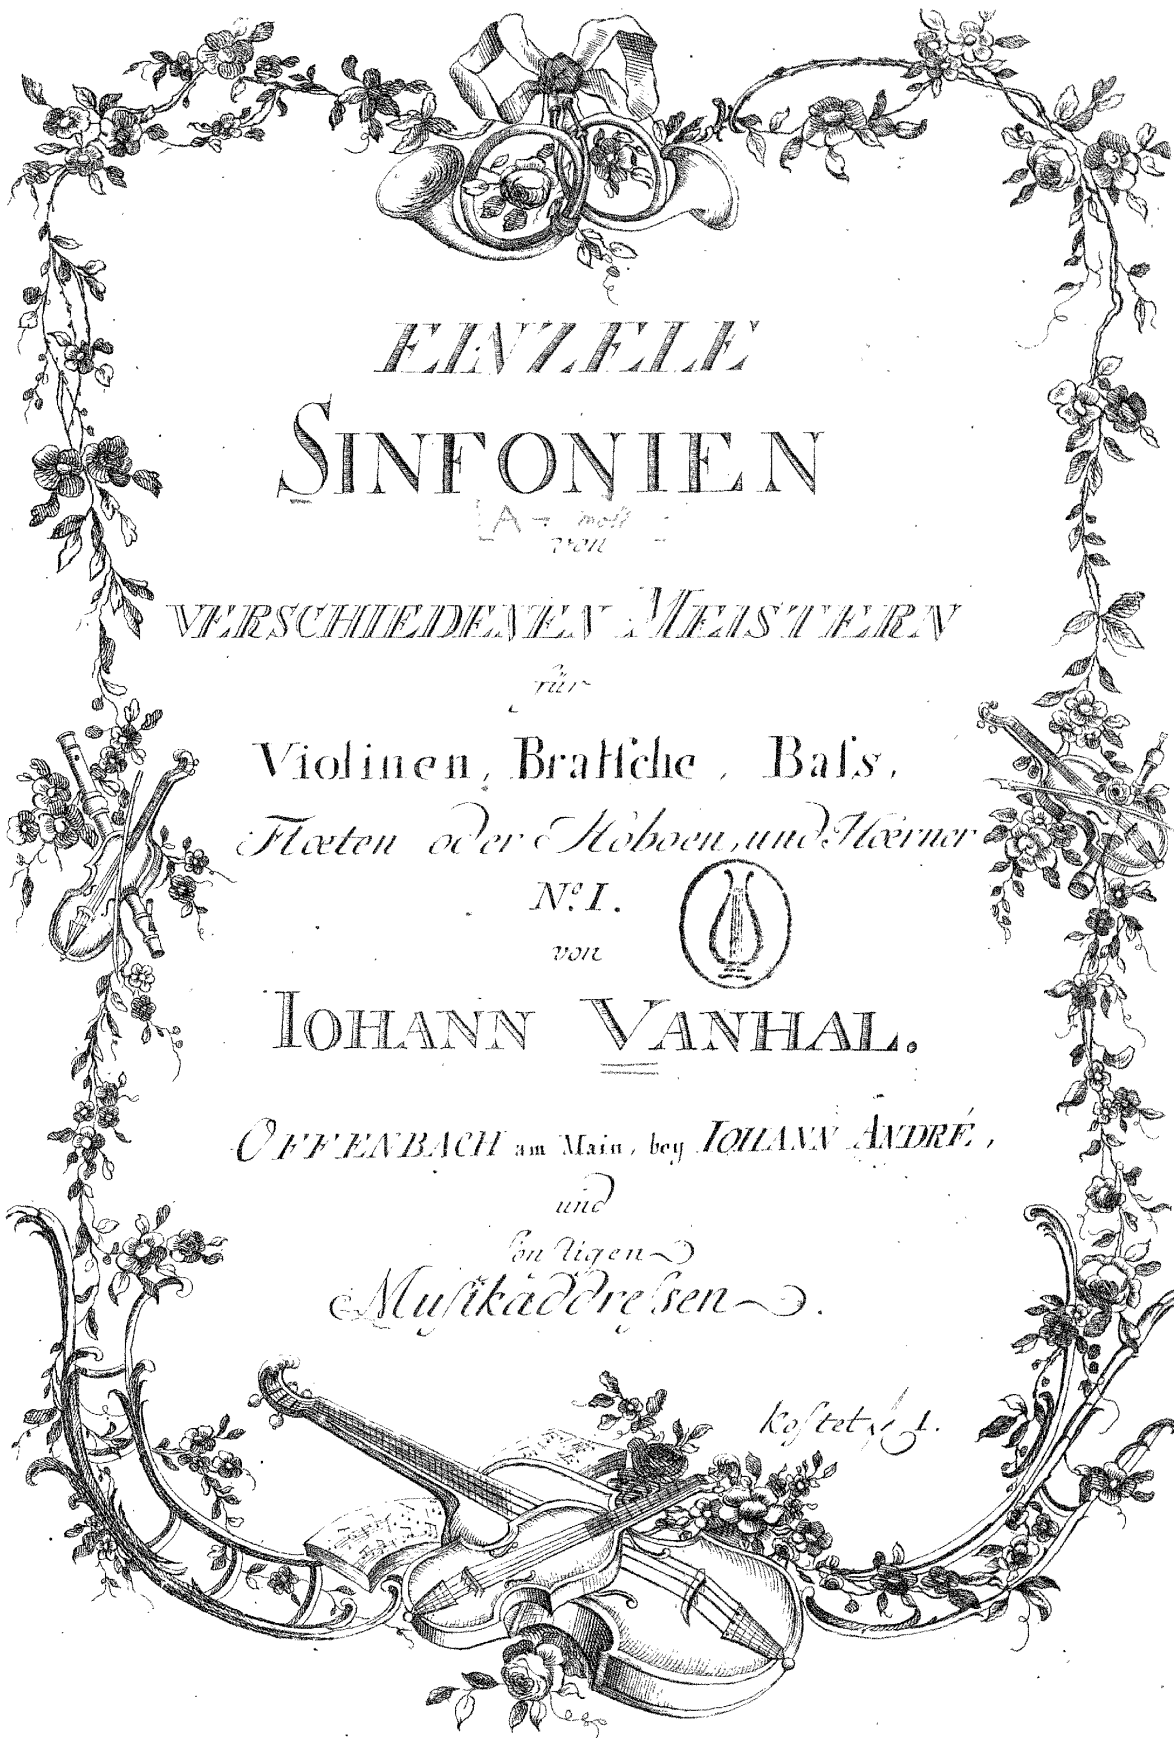 EINZELE
SINFONIEN
A - moll
von
VERSCHIEDENEN MEISTERN
für
Violinen, Bratſche, Baſs,
Flœten oder Hoboen, und Hœrner
No. I.
von
IOHANN VANHAL.
OFFENBACH am Main, bey IOHANN ANDRÉ,
und
ſonſtigen
Muſikaddreſsen.
koſtet f 1.